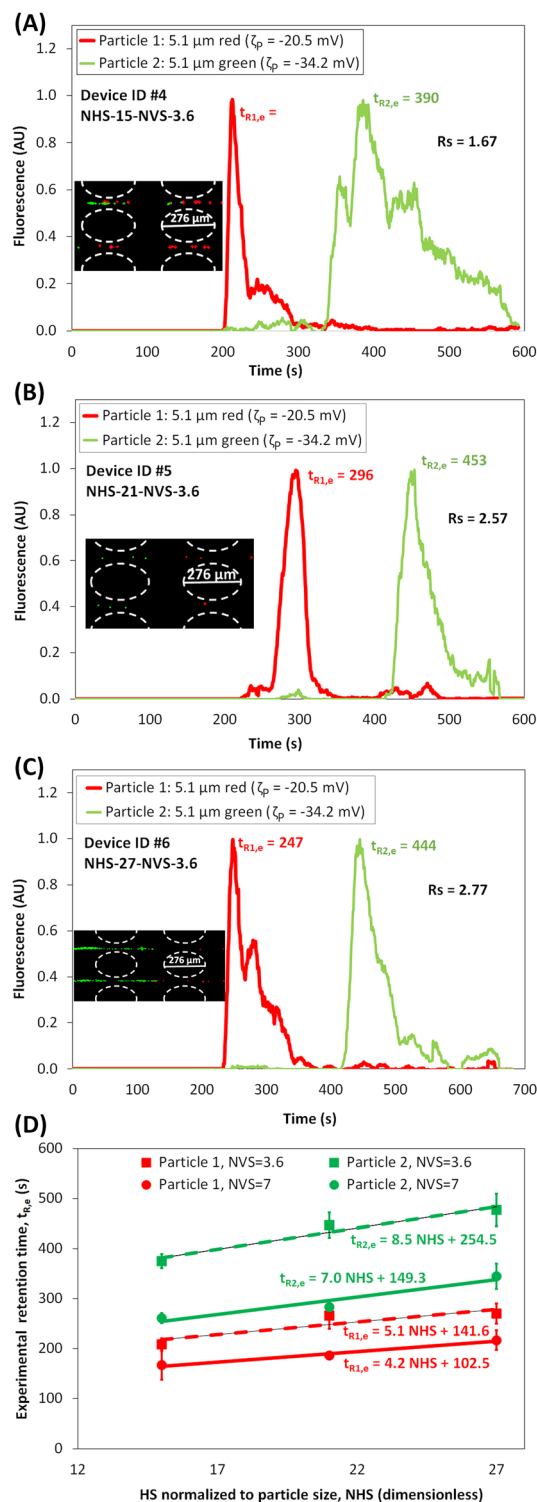 (A)
Particle 1: 5.1 µm red (ζP = -20.5 mV)
Particle 2: 5.1 µm green (ζP = -34.2 mV)
Device ID #4
NHS-15-NVS-3.6
tR1,e =
tR2,e = 390
Rs = 1.67
276 µm
Fluorescence (AU)
1.2
1.0
0.8
0.6
0.4
0.2
0.0
0 100 200 300 400 500 600
Time (s)
(B)
Particle 1: 5.1 µm red (ζP = -20.5 mV)
Particle 2: 5.1 µm green (ζP = -34.2 mV)
Device ID #5
NHS-21-NVS-3.6
tR1,e = 296
tR2,e = 453
Rs = 2.57
276 µm
Fluorescence (AU)
1.2
1.0
0.8
0.6
0.4
0.2
0.0
0 100 200 300 400 500 600
Time (s)
(C)
Particle 1: 5.1 µm red (ζP = -20.5 mV)
Particle 2: 5.1 µm green (ζP = -34.2 mV)
Device ID #6
NHS-27-NVS-3.6
tR1,e = 247
tR2,e = 444
Rs = 2.77
276 µm
Fluorescence (AU)
1.2
1.0
0.8
0.6
0.4
0.2
0.0
0 100 200 300 400 500 600 700
Time (s)
(D)
Particle 1, NVS=3.6
Particle 2, NVS=3.6
Particle 1, NVS=7
Particle 2, NVS=7
Experimental retention time, tR,e (s)
600
500
400
300
200
100
0
tR2,e = 8.5 NHS + 254.5
tR2,e = 7.0 NHS + 149.3
tR1,e = 5.1 NHS + 141.6
tR1,e = 4.2 NHS + 102.5
12 17 22 27
HS normalized to particle size, NHS (dimensionless)